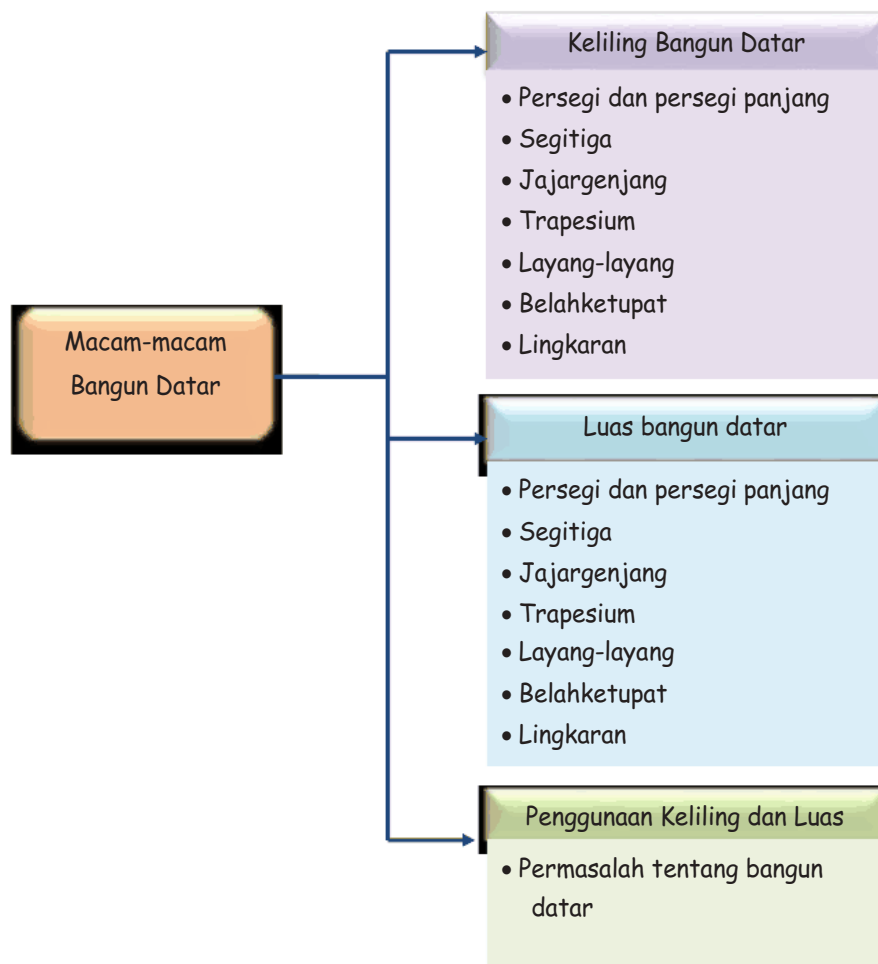 Macam-macam
Bangun Datar
Keliling Bangun Datar
• Persegi dan persegi panjang
• Segitiga
• Jajargenjang
• Trapesium
• Layang-layang
• Belahketupat
• Lingkaran
Luas bangun datar
• Persegi dan persegi panjang
• Segitiga
• Jajargenjang
• Trapesium
• Layang-layang
• Belahketupat
• Lingkaran
Penggunaan Keliling dan Luas
• Permasalah tentang bangun
datar